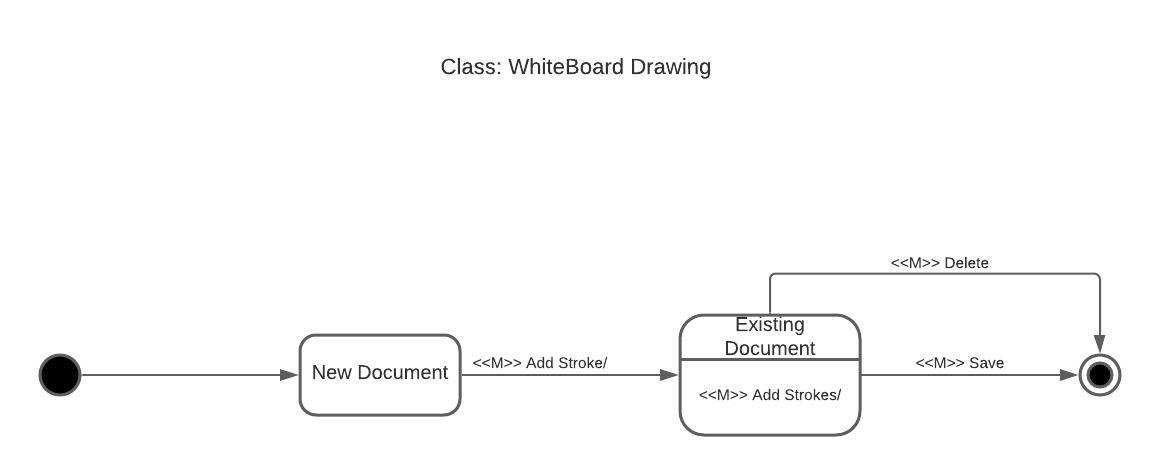 Class: WhiteBoard Drawing
<<M>> Delete
Existing
Document
New Document
<<M>> Add Stroke/
<<M>> Save
<<M>> Add Strokes/